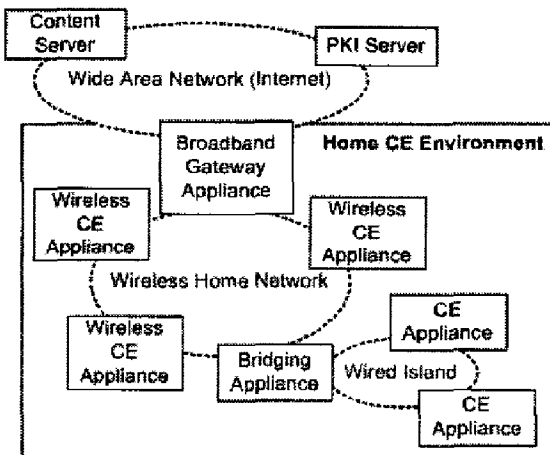 Content
Server
PKI Server
Wide Area Network (Internet)
Broadband
Gateway
Appliance
Home CE Environment
Wireless
CE
Appliance
Wireless
CE
Appliance
Wireless Home Network
Wireless
CE
Appliance
Bridging
Appliance
CE
Appliance
Wired Island
CE
Appliance